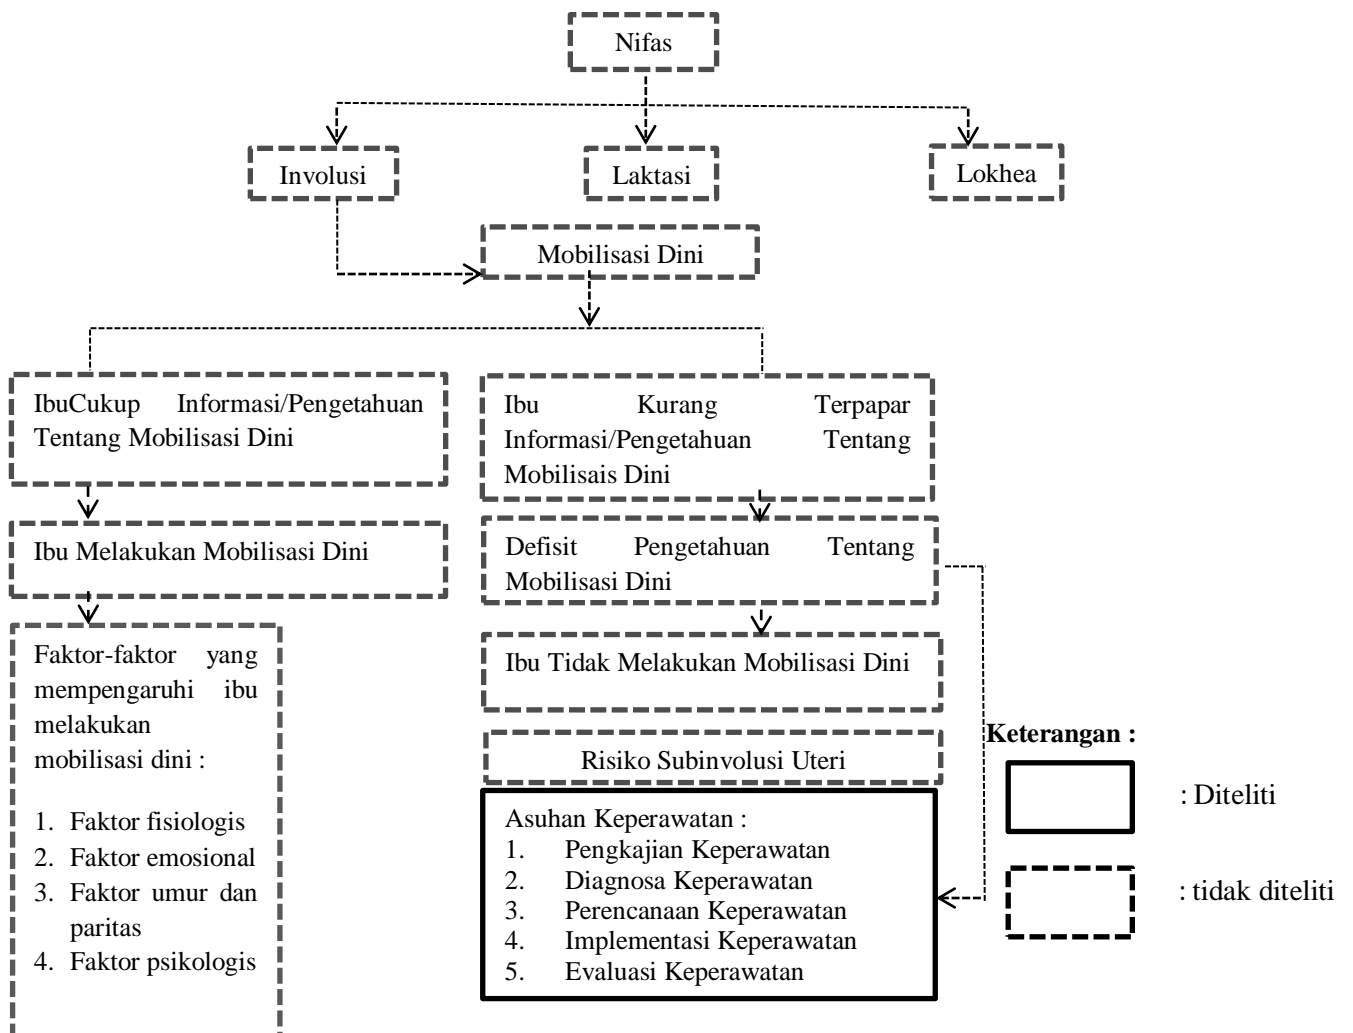 Nifas
Involusi
Laktasi
Lokhea
Mobilisasi Dini
IbuCukup Informasi/Pengetahuan
Tentang Mobilisasi Dini
Ibu Kurang Terpapar
Informasi/Pengetahuan Tentang
Mobilisais Dini
Ibu Melakukan Mobilisasi Dini
Defisit Pengetahuan Tentang
Mobilisasi Dini
Faktor-faktor yang
mempengaruhi ibu
melakukan
mobilisasi dini :
1. Faktor fisiologis
2. Faktor emosional
3. Faktor umur dan
paritas
4. Faktor psikologis
Ibu Tidak Melakukan Mobilisasi Dini
Risiko Subinvolusi Uteri
Asuhan Keperawatan :
1. Pengkajian Keperawatan
2. Diagnosa Keperawatan
3. Perencanaan Keperawatan
4. Implementasi Keperawatan
5. Evaluasi Keperawatan
Keterangan :
: Diteliti
: tidak diteliti